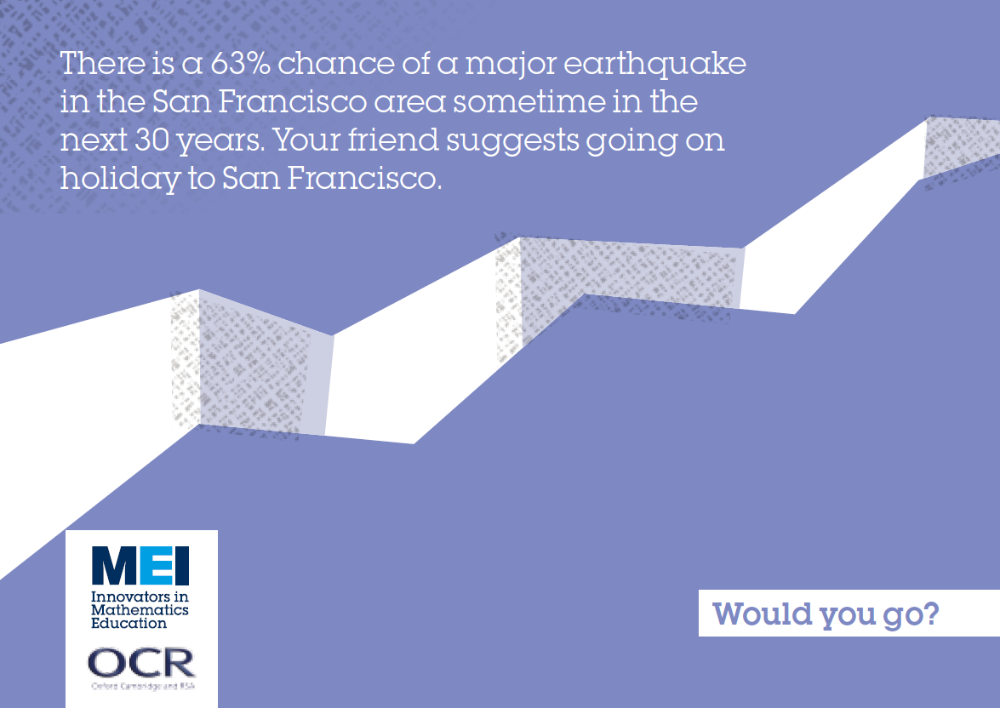 There is a 63% chance of a major earthquake
in the San Francisco area sometime in the
next 30 years. Your friend suggests going on
holiday to San Francisco.
MEI
Innovators in
Mathematics
Education
OCR
Oxford Cambridge and RSA
Would you go?